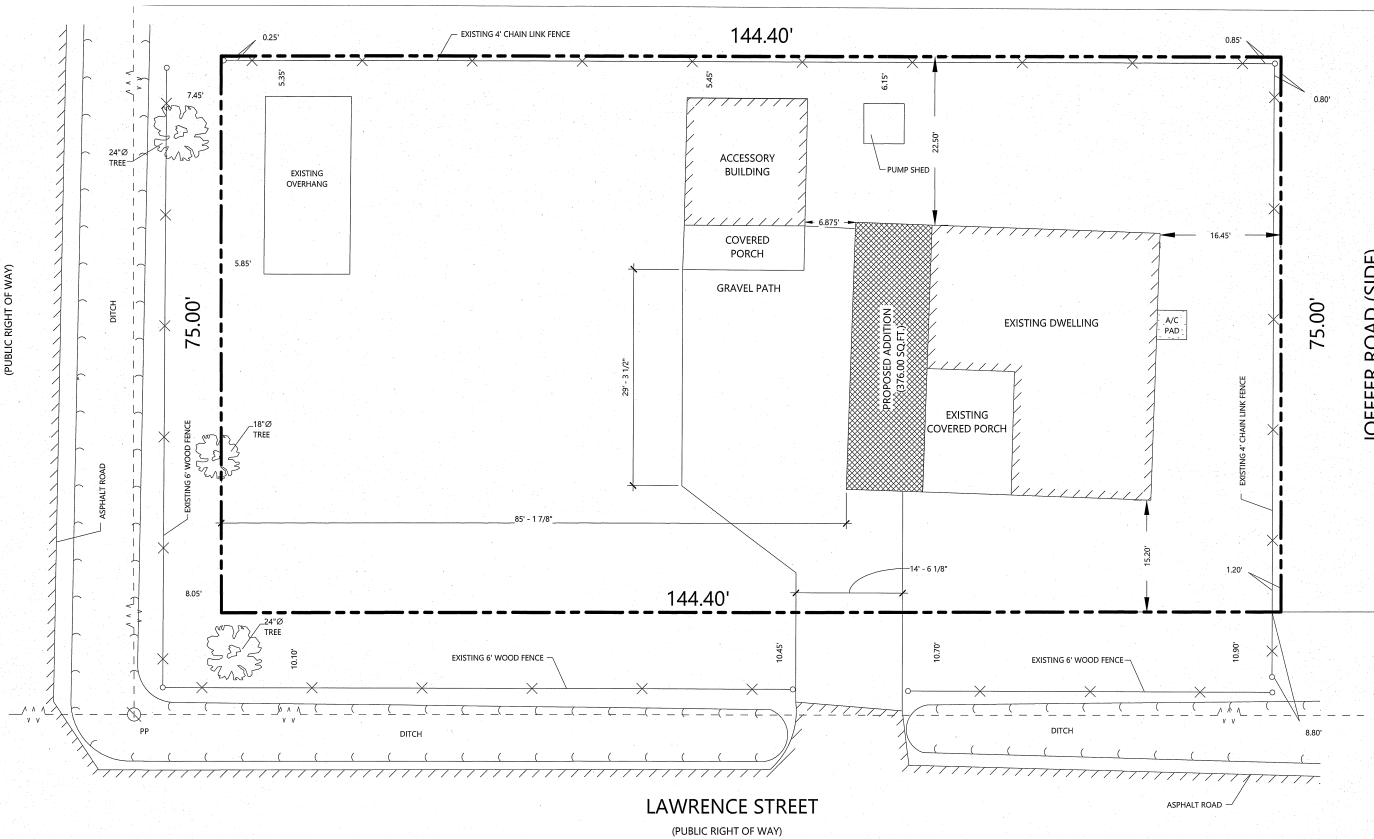 144.40'
EXISTING 4' CHAIN LINK FENCE
0.25'
0.85'
0.80'
5.35'
5.45'
6.15'
7.45'
24"Ø
TREE
22.50'
EXISTING
OVERHANG
ACCESSORY
BUILDING
PUMP SHED
6.875'
16.45'
COVERED
PORCH
5.85'
GRAVEL PATH
(PUBLIC RIGHT OF WAY)
DITCH
75.00'
PROPOSED ADDITION
(376.00 SQ.FT.)
EXISTING DWELLING
A/C
PAD
75.00'
JOFFER ROAD (SIDE)
29' - 3 1/2"
EXISTING
COVERED PORCH
18"Ø
TREE
EXISTING 6' WOOD FENCE
ASPHALT ROAD
EXISTING 4' CHAIN LINK FENCE
85' - 1 7/8"
15.20'
14' - 6 1/8"
1.20'
8.05'
144.40'
24"Ø
TREE
10.10'
EXISTING 6' WOOD FENCE
10.45'
10.70'
EXISTING 6' WOOD FENCE
10.90'
PP
DITCH
DITCH
8.80'
LAWRENCE STREET
ASPHALT ROAD
(PUBLIC RIGHT OF WAY)